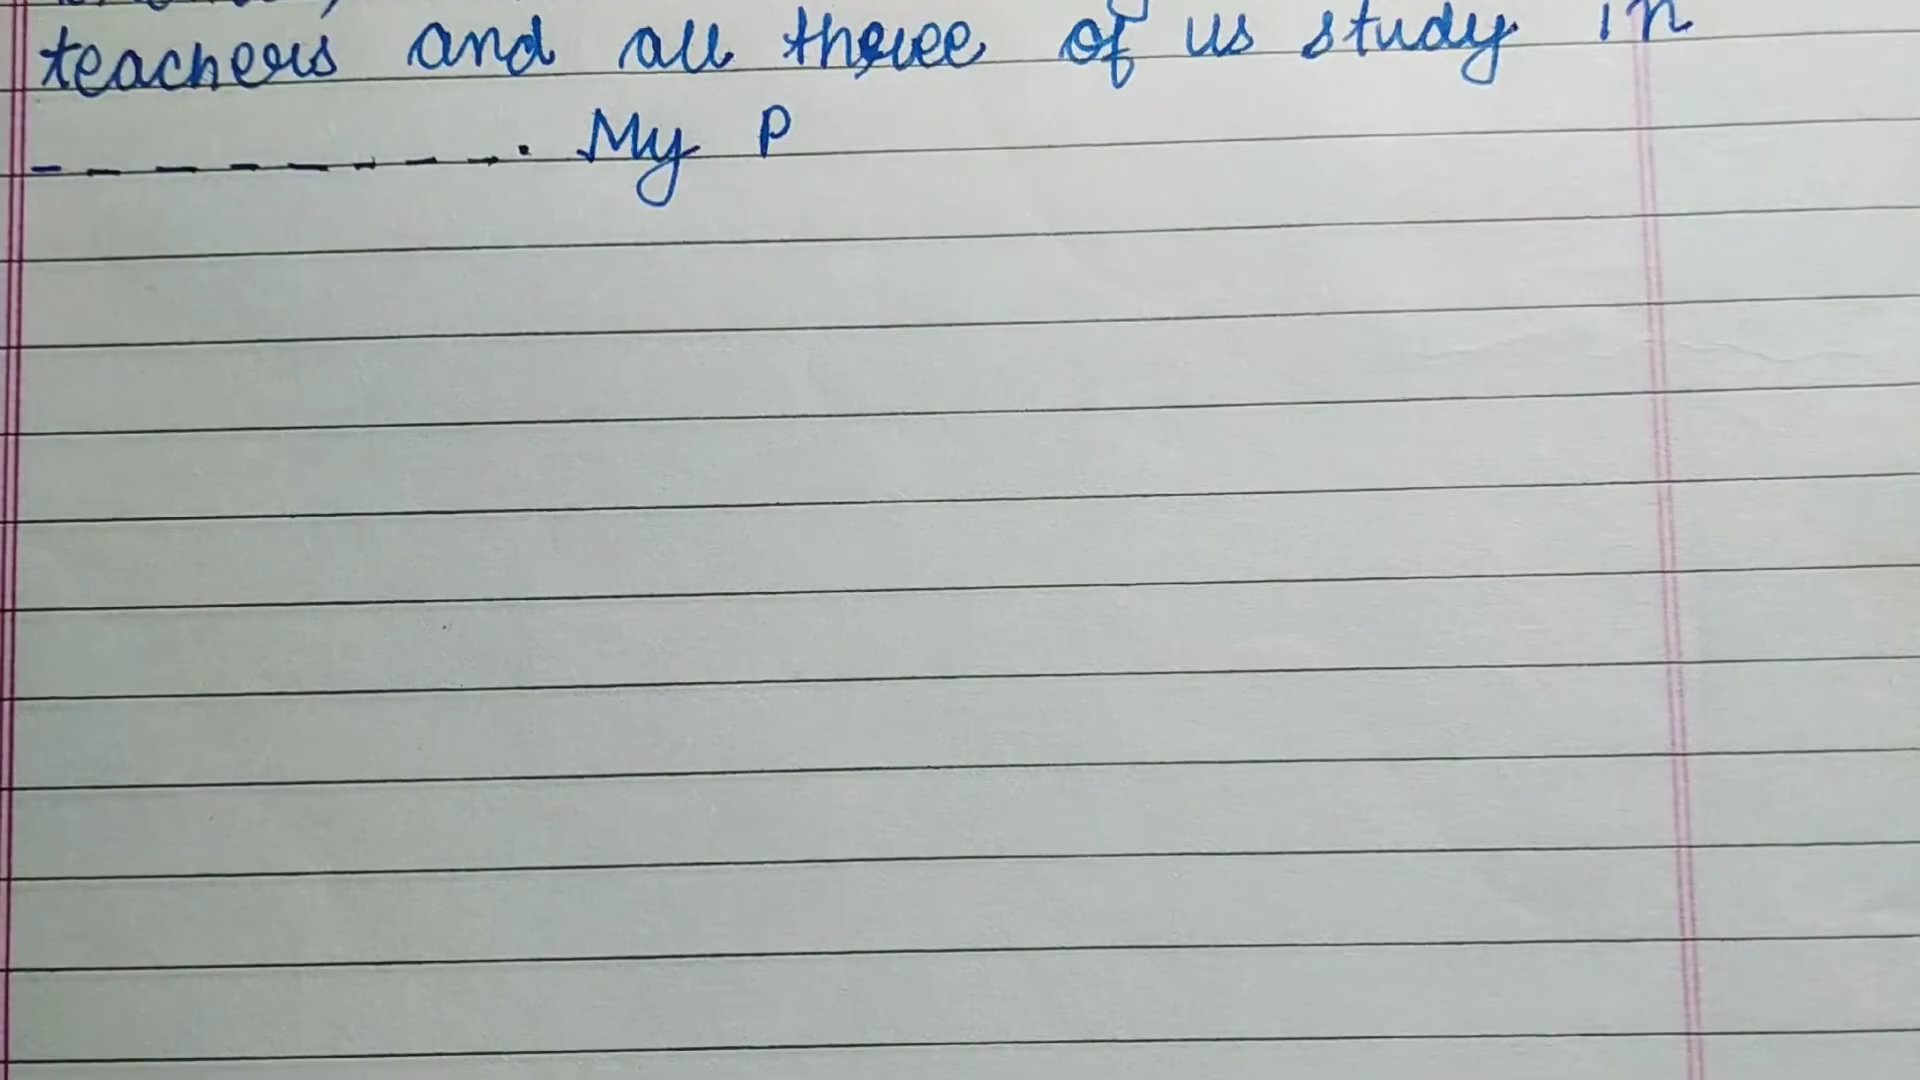 teachers and all three of us study in
_ _ _ _ _ _ _ _. My P